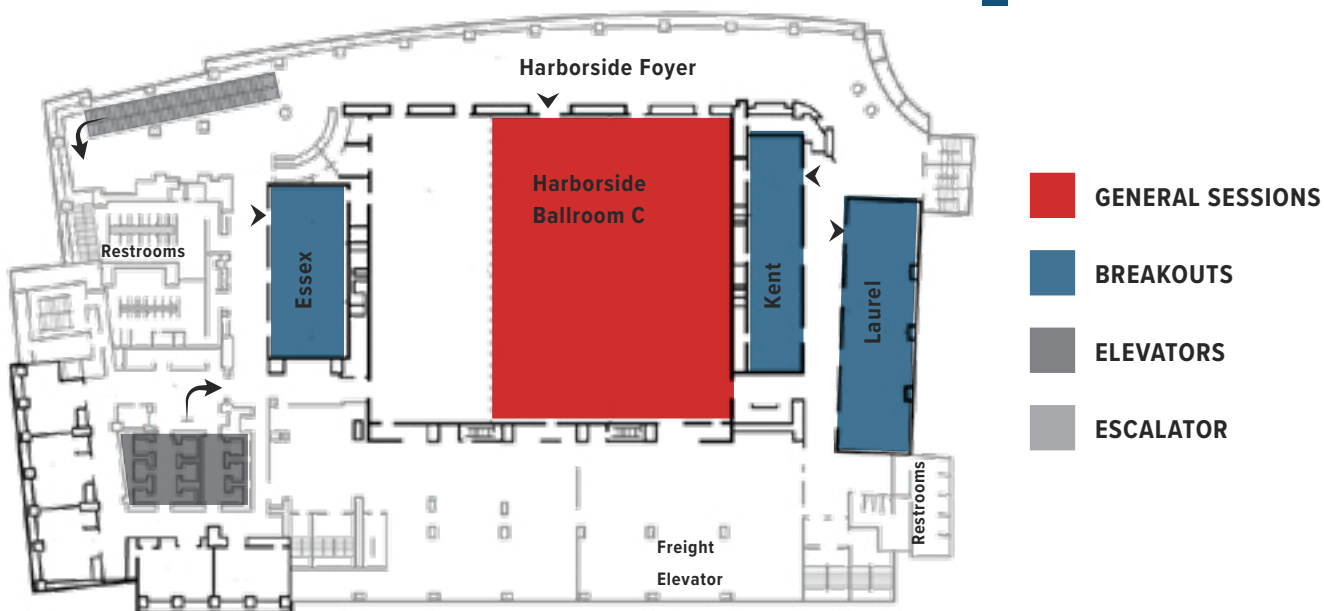 Harborside Foyer
Harborside
Ballroom C
Restrooms
Essex
Kent
Laurel
Restrooms
Freight
Elevator
GENERAL SESSIONS
BREAKOUTS
ELEVATORS
ESCALATOR